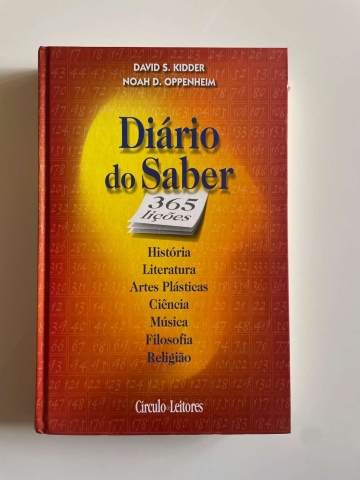 DAVID S. KIDDER
NOAH D. OPPENHEIM
Diário
do Saber
365
lições
História
Literatura
Artes Plásticas
Ciência
Música
Filosofia
Religião
Círculo de Leitores